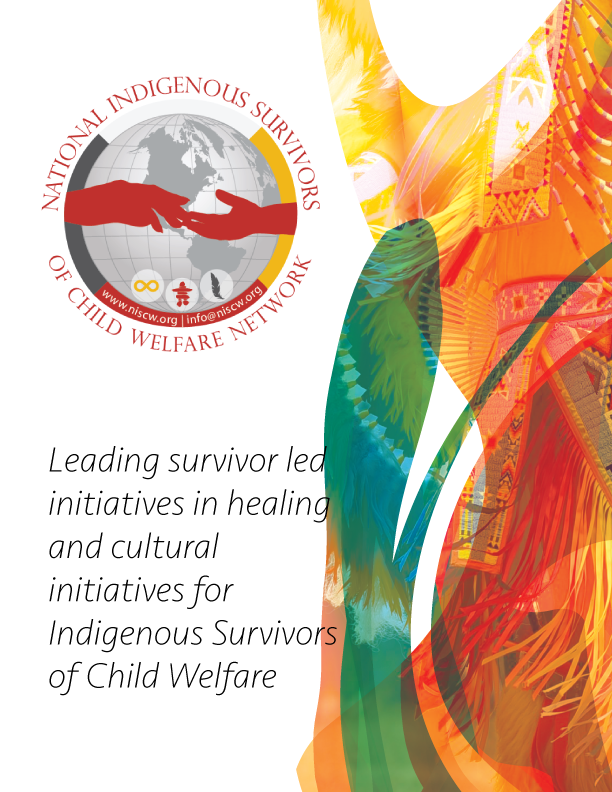 NATIONAL INDIGENOUS SURVIVORS
OF CHILD WELFARE NETWORK
www.niscw.org | info@niscw.org
Leading survivor led
initiatives in healing
and cultural
initiatives for
Indigenous Survivors
of Child Welfare